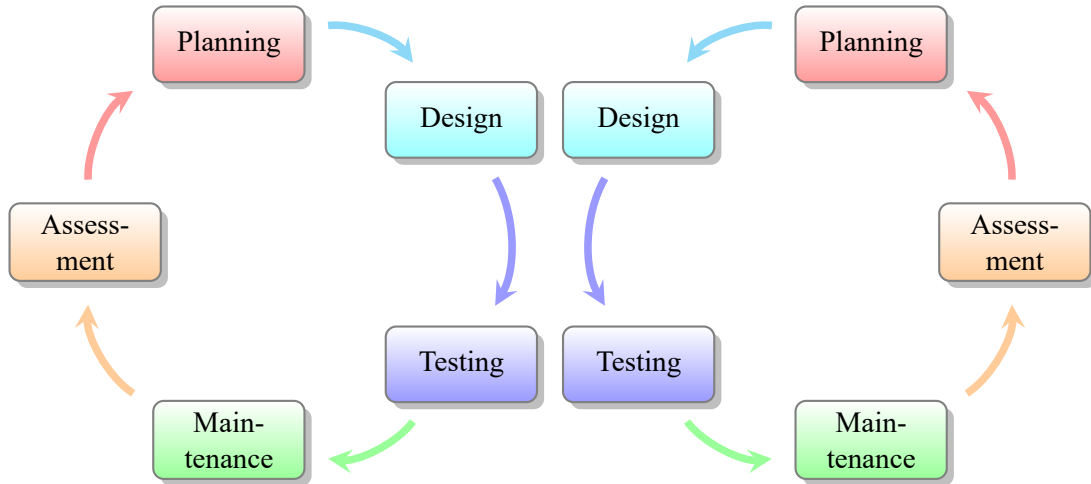 Planning
Planning
Design
Design
Assess-
ment
Assess-
ment
Testing
Testing
Main-
tenance
Main-
tenance